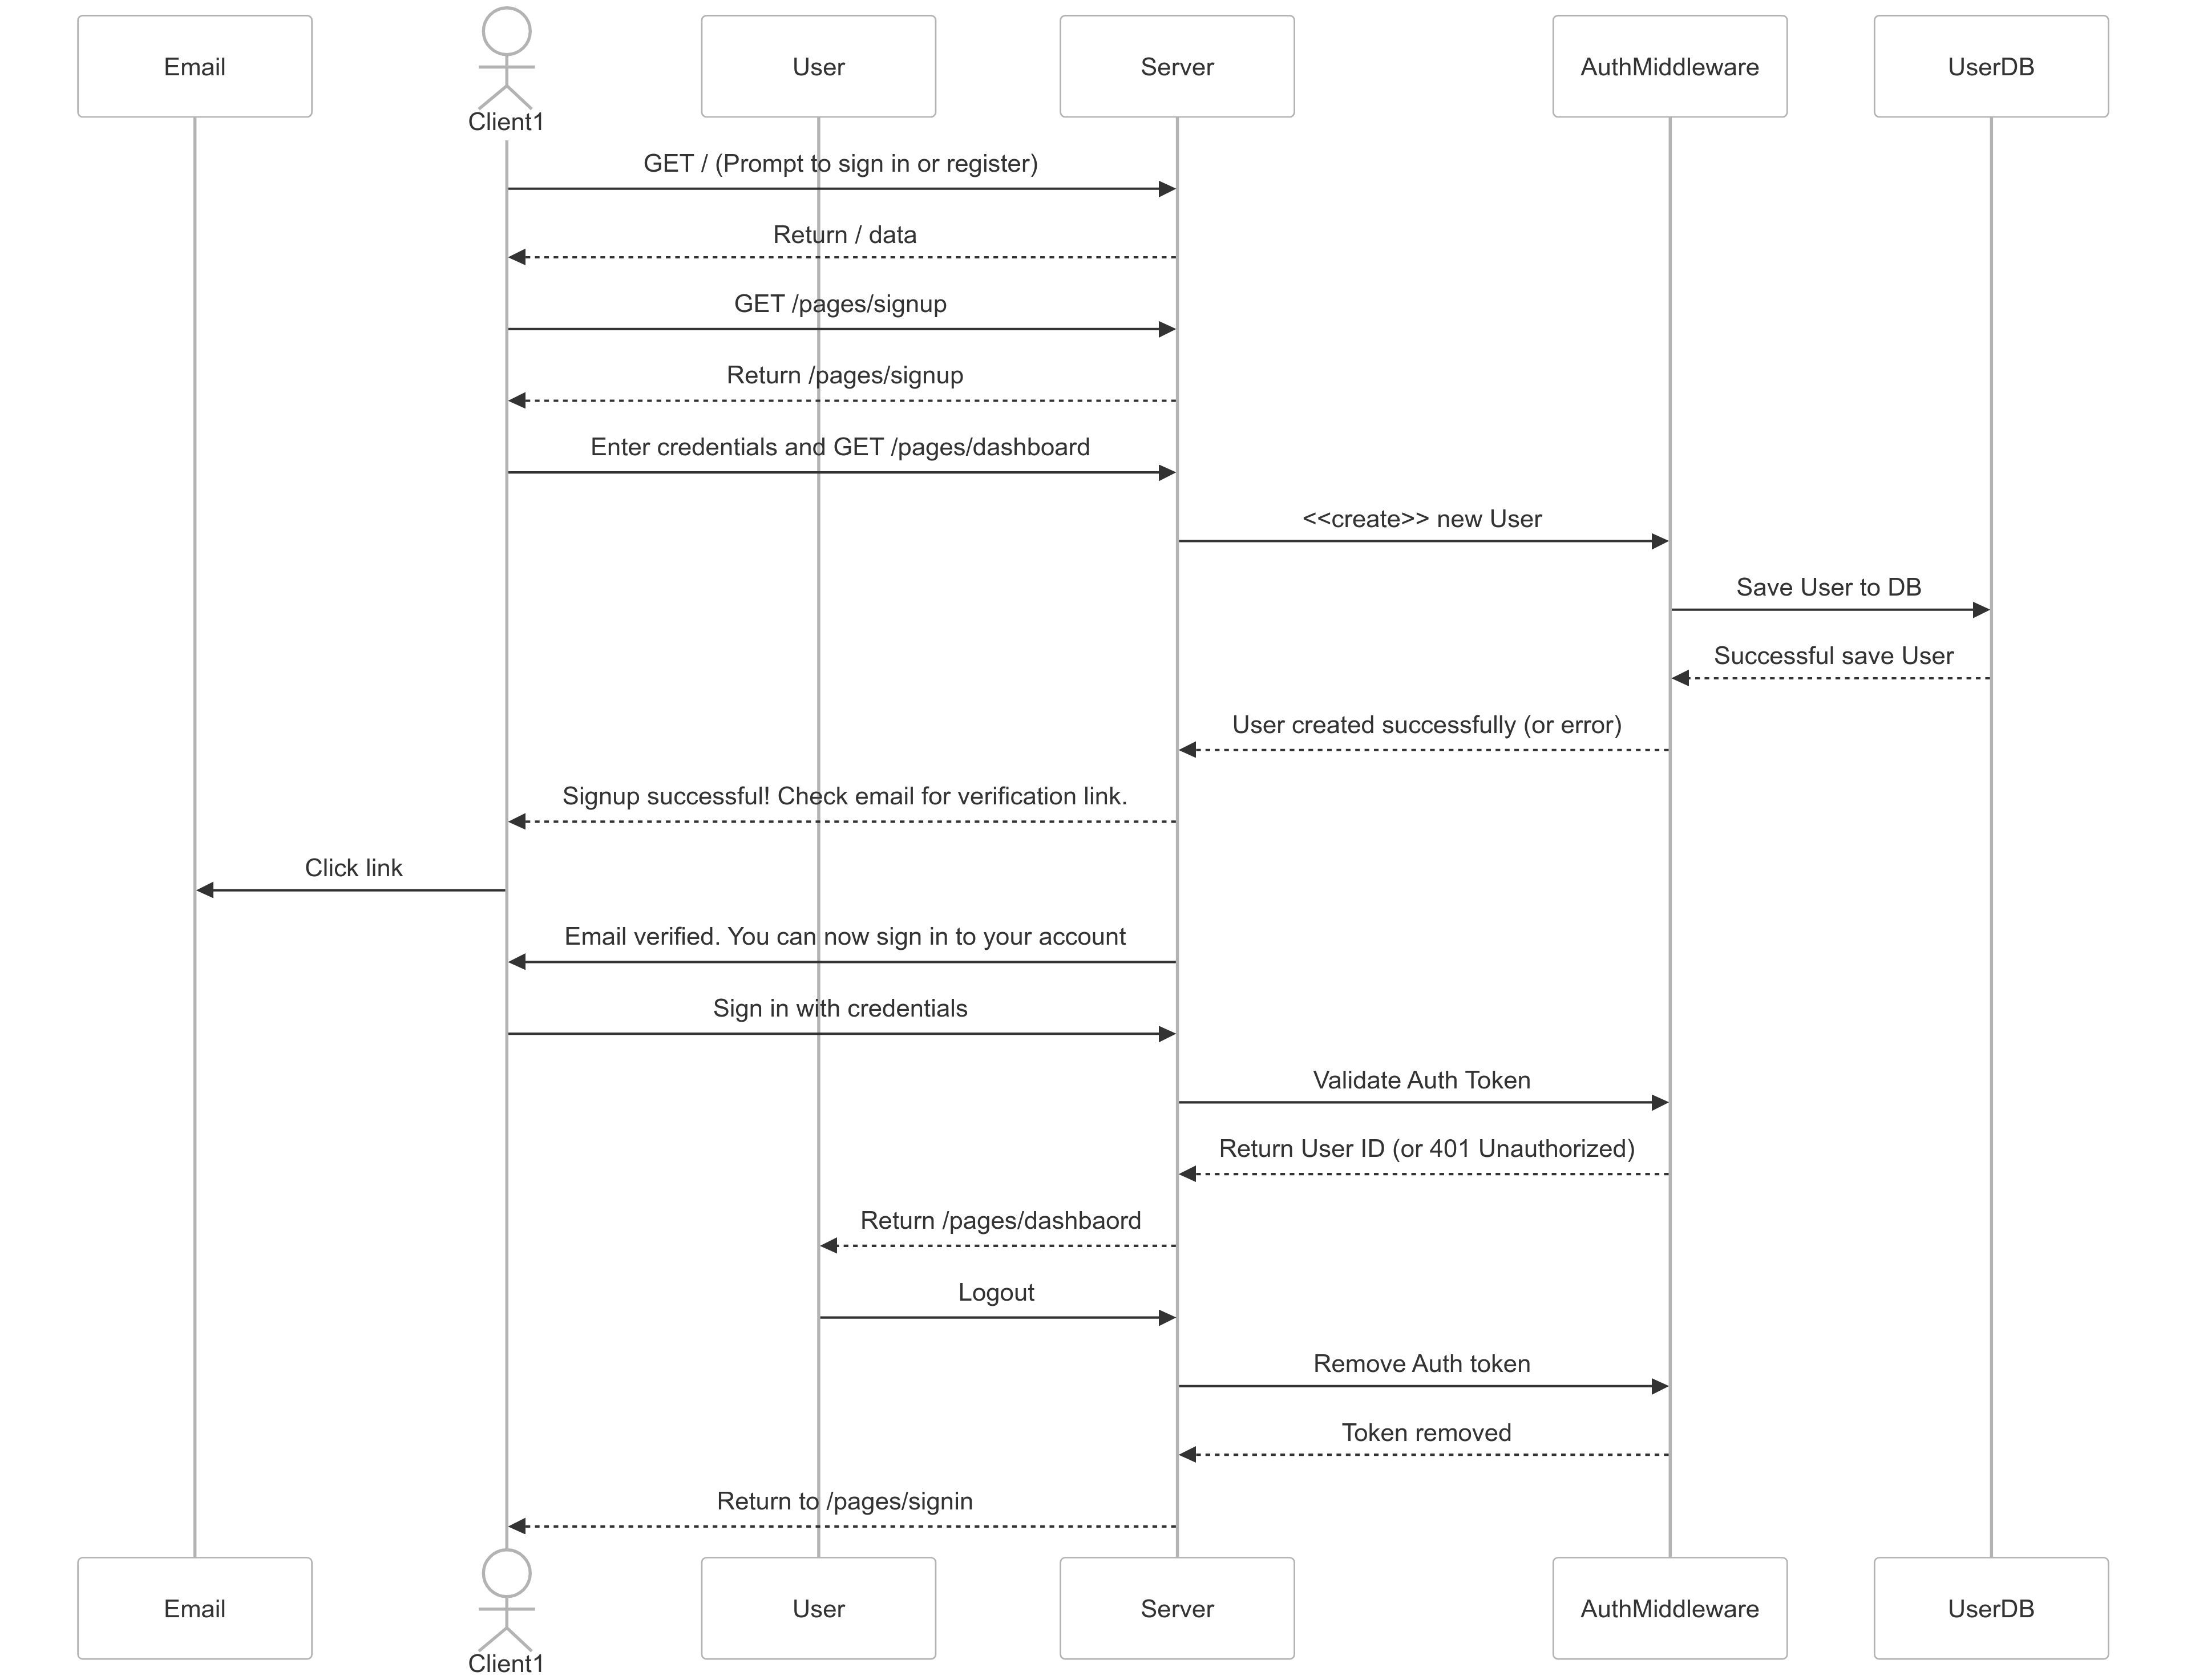 Email
Client1
User
Server
AuthMiddleware
UserDB
GET / (Prompt to sign in or register)
Return / data
GET /pages/signup
Return /pages/signup
Enter credentials and GET /pages/dashboard
<<create>> new User
Save User to DB
Successful save User
User created successfully (or error)
Signup successful! Check email for verification link.
Click link
Email verified. You can now sign in to your account
Sign in with credentials
Validate Auth Token
Return User ID (or 401 Unauthorized)
Return /pages/dashbaord
Logout
Remove Auth token
Token removed
Return to /pages/signin
Email
Client1
User
Server
AuthMiddleware
UserDB